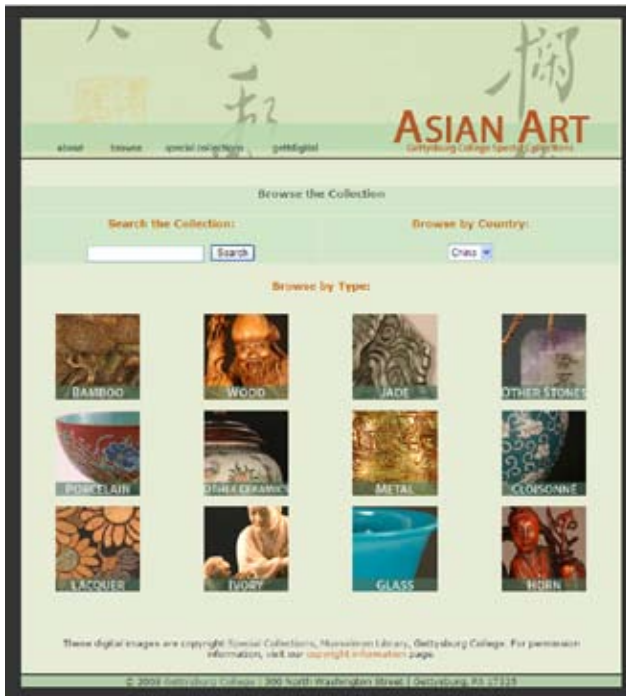 ASIAN ART
Gettysburg College Special Collections
about browse special collections gettdigital
Browse the Collection
Search the Collection:
Browse by Country:
Search
China
Browse by Type:
BAMBOO WOOD JADE OTHER STONES
PORCELAIN OTHER CERAMICS METAL CLOISONNÉ
LACQUER IVORY GLASS HORN
These digital images are copyright Special Collections, Musselman Library, Gettysburg College. For permission
information, visit our copyright information page.
© 2008 Gettysburg College | 300 North Washington Street | Gettysburg, PA 17325